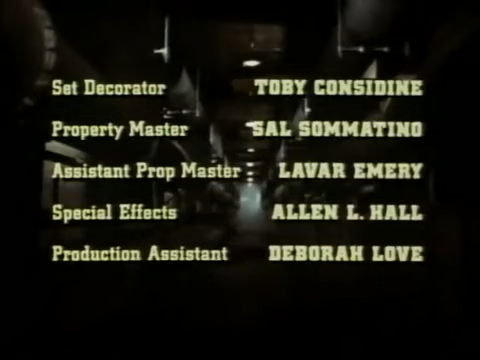 Set Decorator TOBY CONSIDINE
Property Master SAL SOMMATINO
Assistant Prop Master LAVAR EMERY
Special Effects ALLEN L. HALL
Production Assistant DEBORAH LOVE